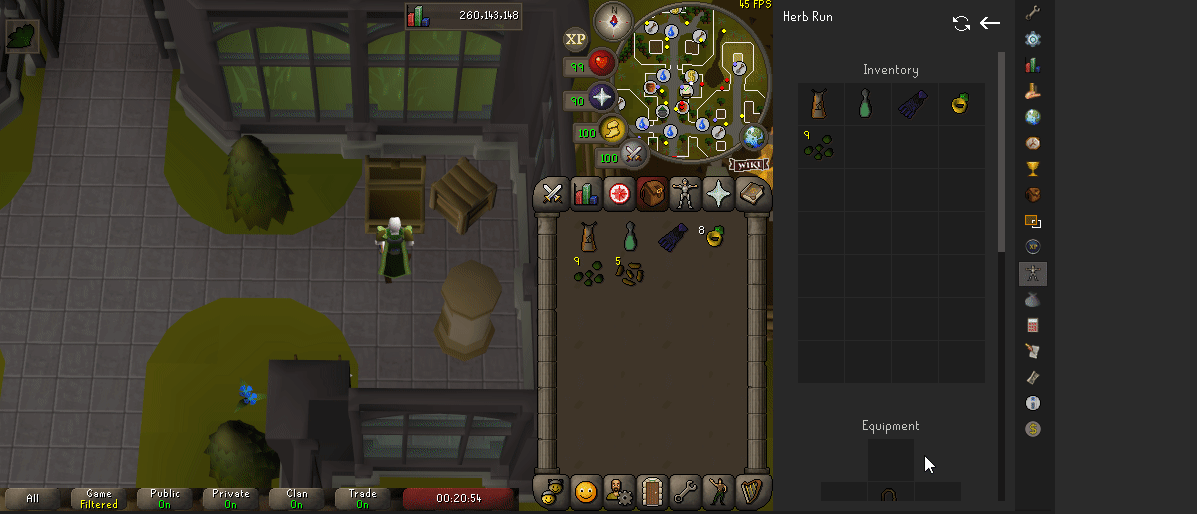 260,143,148
45 FPS
XP
99
90
100
100
WIKI
8
9
5
Herb Run
Inventory
9
Equipment
XP
All
Game
Filtered
Public
On
Private
On
Clan
On
Trade
On
00:20:54